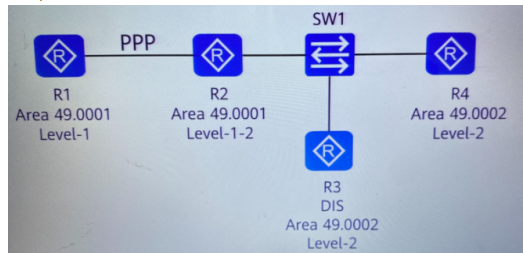 SW1
PPP
R
R
R
R1
Area 49.0001
Level-1
R2
Area 49.0001
Level-1-2
R4
Area 49.0002
Level-2
R
R3
DIS
Area 49.0002
Level-2